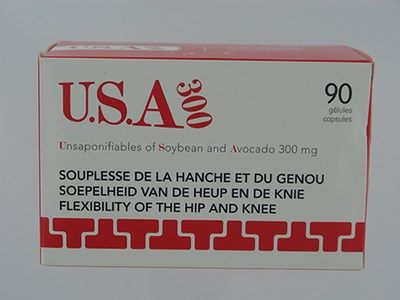 U.S.A 300
90
gélules
capsules
Unsaponifiables of Soybean and Avocado 300 mg
SOUPLESSE DE LA HANCHE ET DU GENOU
SOEPELHEID VAN DE HEUP EN DE KNIE
FLEXIBILITY OF THE HIP AND KNEE